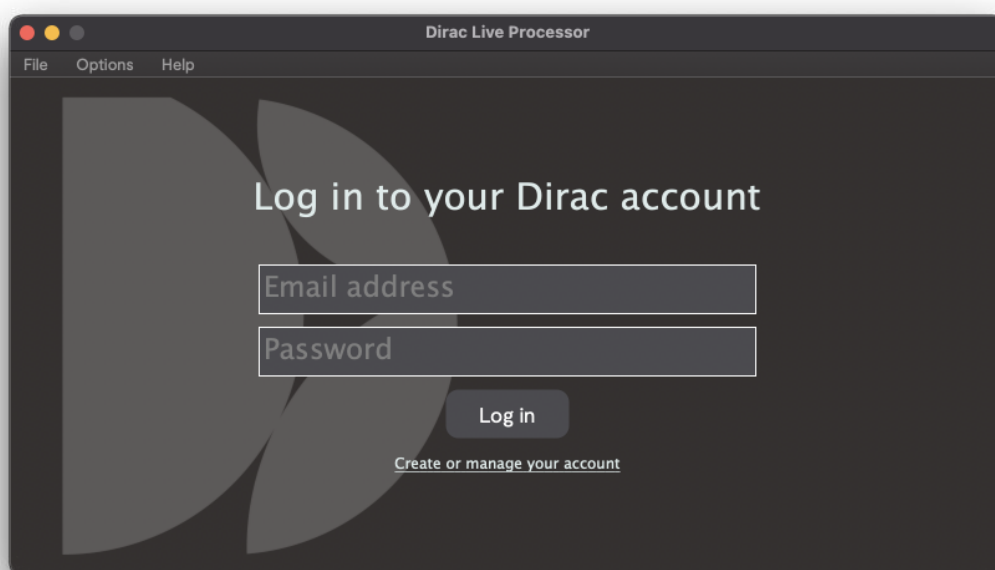 Dirac Live Processor
File Options Help
Log in to your Dirac account
Email address
Password
Log in
Create or manage your account